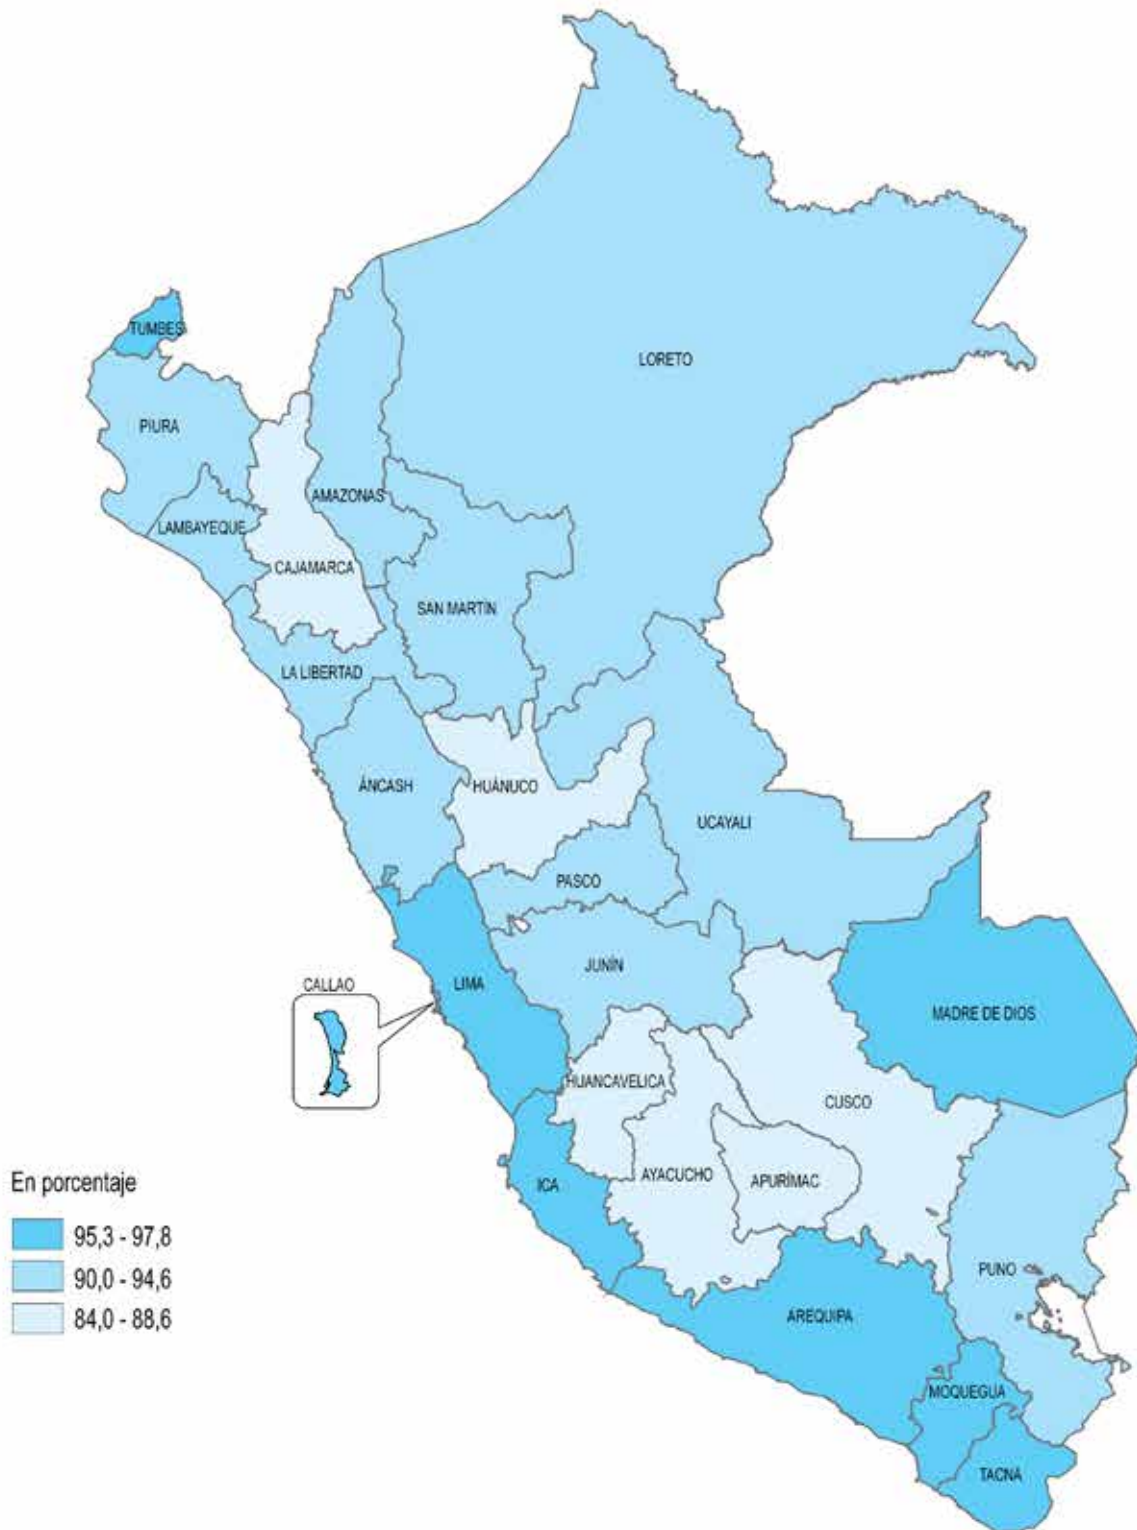 TUMBES
LORETO
PIURA
AMAZONAS
LAMBAYEQUE
CAJAMARCA
SAN MARTÍN
LA LIBERTAD
ÁNCASH
HUÁNUCO
UCAYALI
PASCO
JUNÍN
LIMA
CALLAO
MADRE DE DIOS
HUANCAVELICA
CUSCO
AYACUCHO
APURÍMAC
ICA
En porcentaje
95,3 - 97,8
90,0 - 94,6
84,0 - 88,6
PUNO
AREQUIPA
MOQUEGUA
TACNA